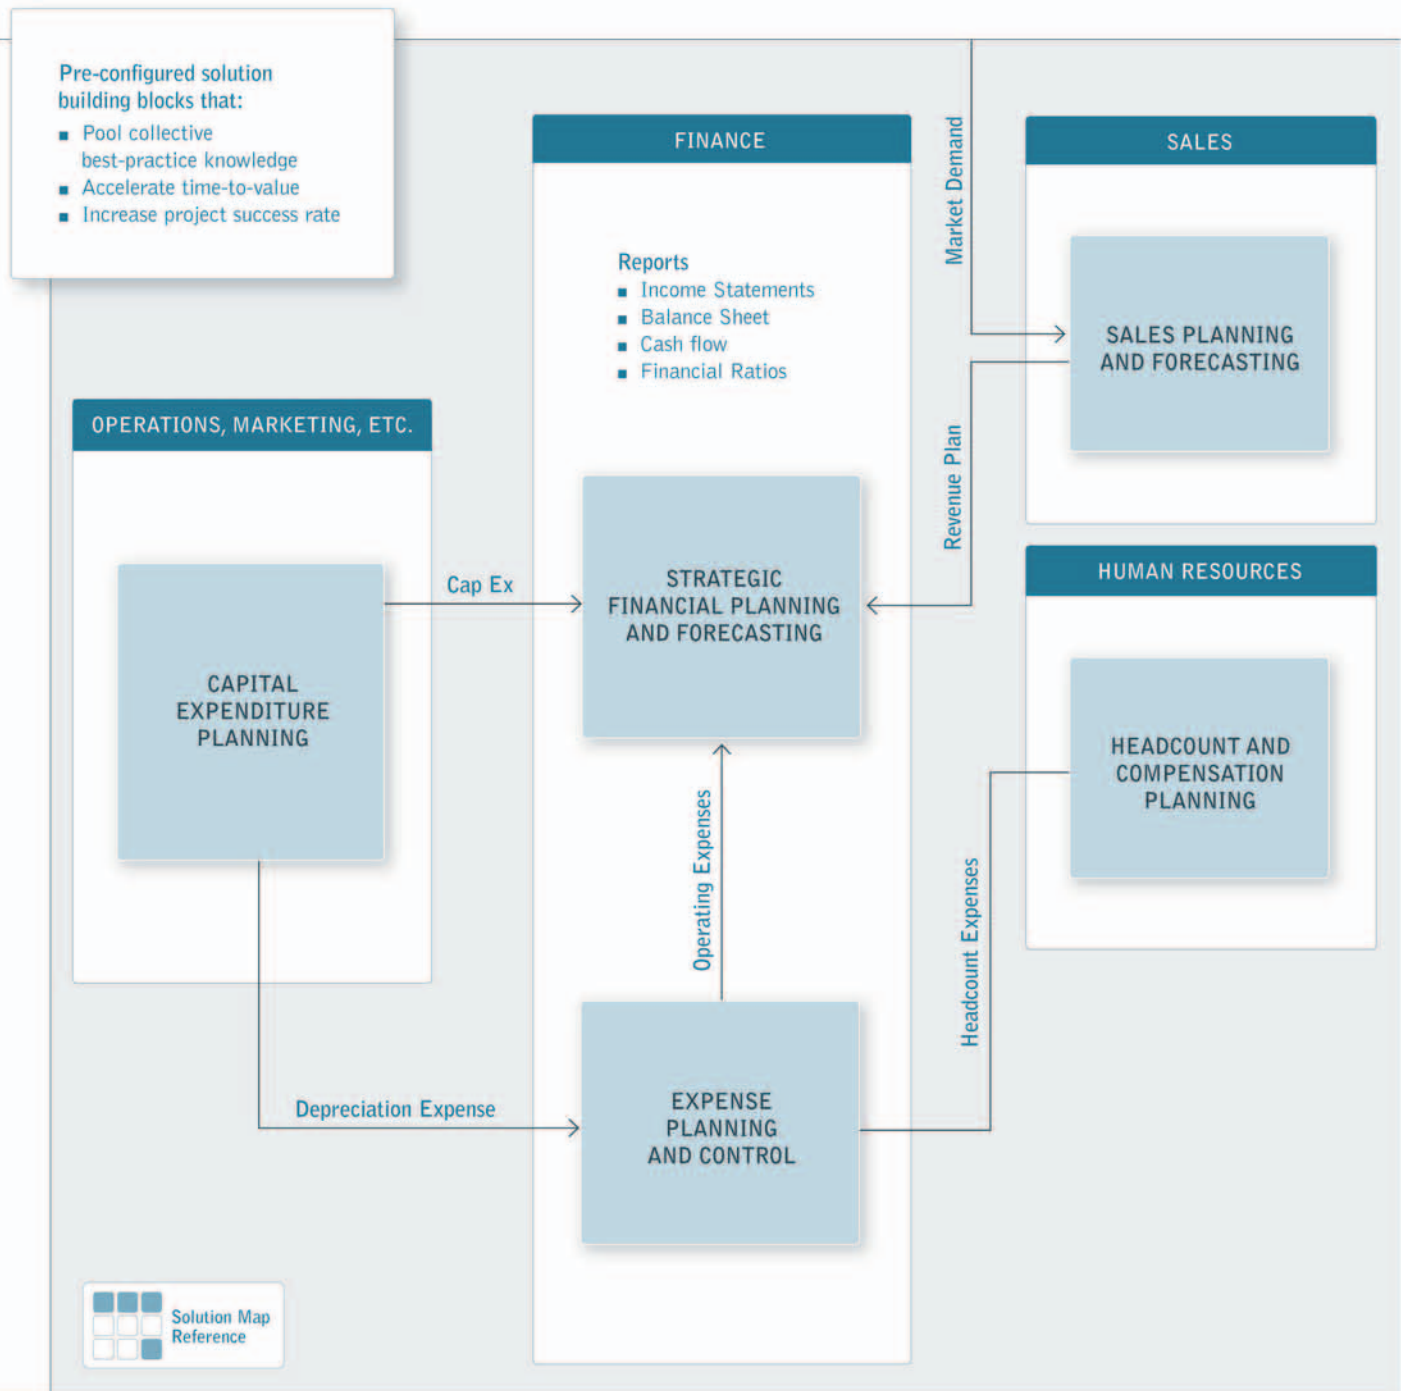 Pre-configured solution
building blocks that:
■ Pool collective
best-practice knowledge
■ Accelerate time-to-value
■ Increase project success rate
OPERATIONS, MARKETING, ETC.
CAPITAL
EXPENDITURE
PLANNING
Cap Ex
Depreciation Expense
FINANCE
Reports
■ Income Statements
■ Balance Sheet
■ Cash flow
■ Financial Ratios
STRATEGIC
FINANCIAL PLANNING
AND FORECASTING
Operating Expenses
EXPENSE
PLANNING
AND CONTROL
Market Demand
Revenue Plan
Headcount Expenses
SALES
SALES PLANNING
AND FORECASTING
HUMAN RESOURCES
HEADCOUNT AND
COMPENSATION
PLANNING
Solution Map
Reference